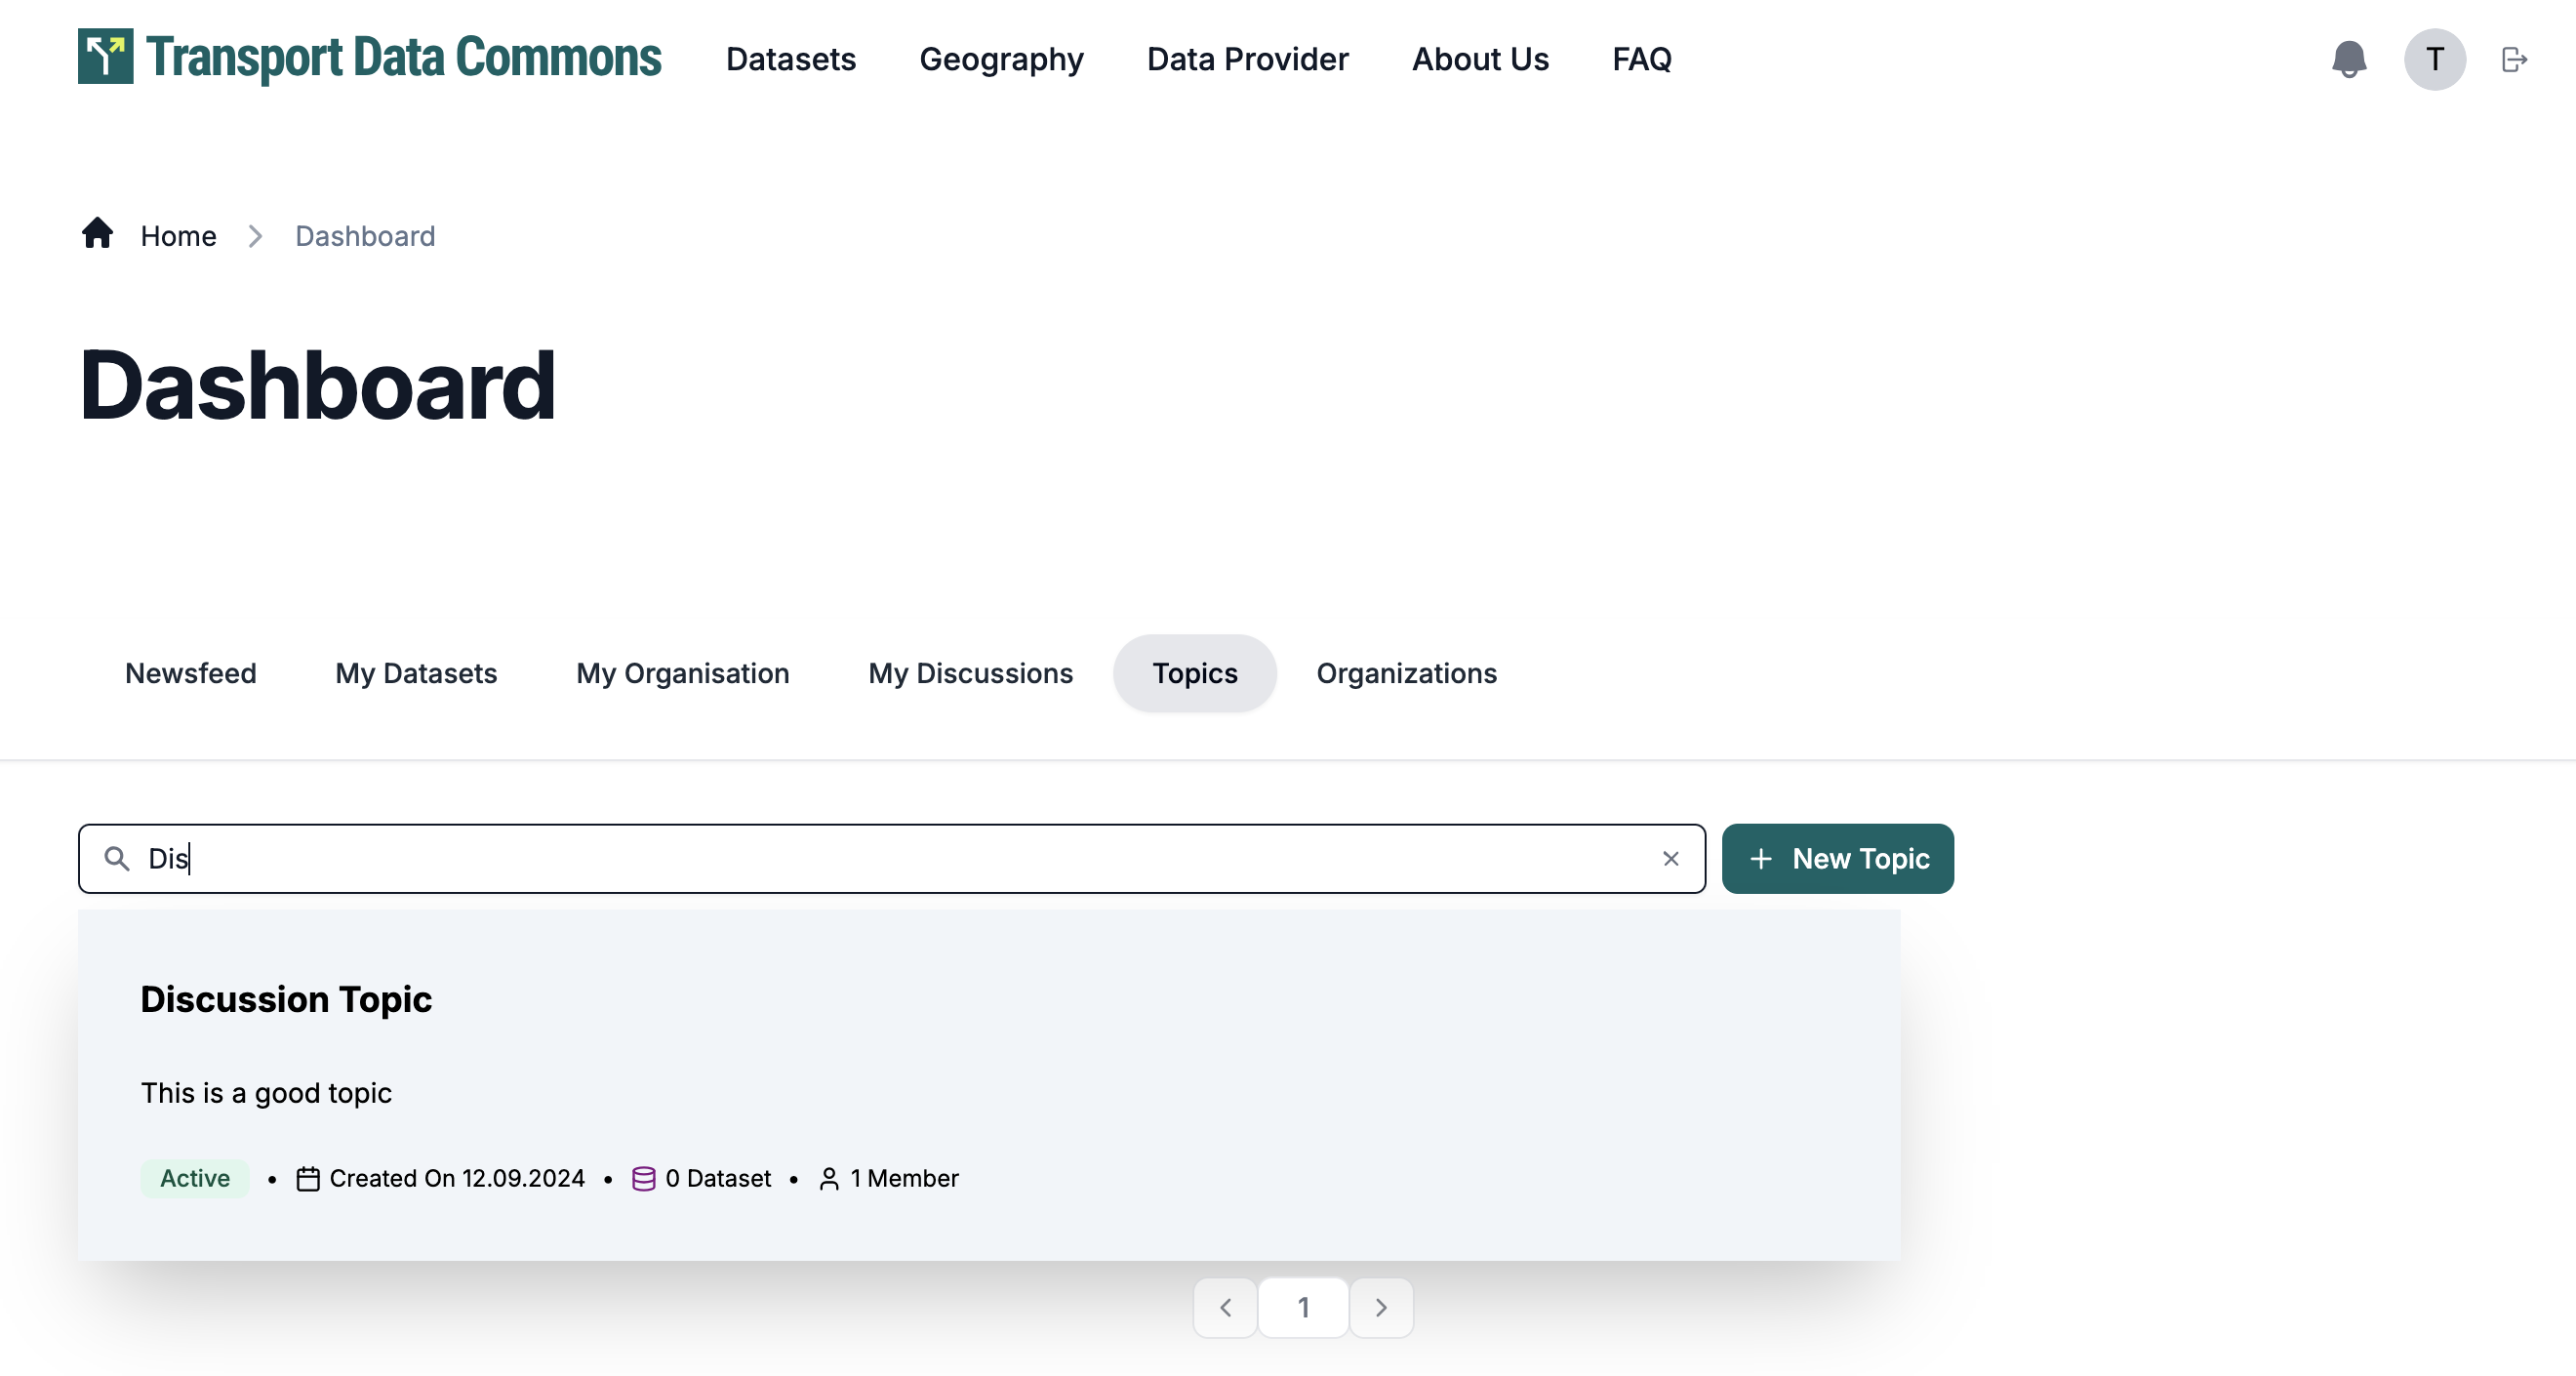 Transport Data Commons Datasets Geography Data Provider About Us FAQ T
Home Dashboard
Dashboard
Newsfeed My Datasets My Organisation My Discussions Topics Organizations
Dis New Topic
Discussion Topic
This is a good topic
Active • Created On 12.09.2024 • 0 Dataset • 1 Member
1